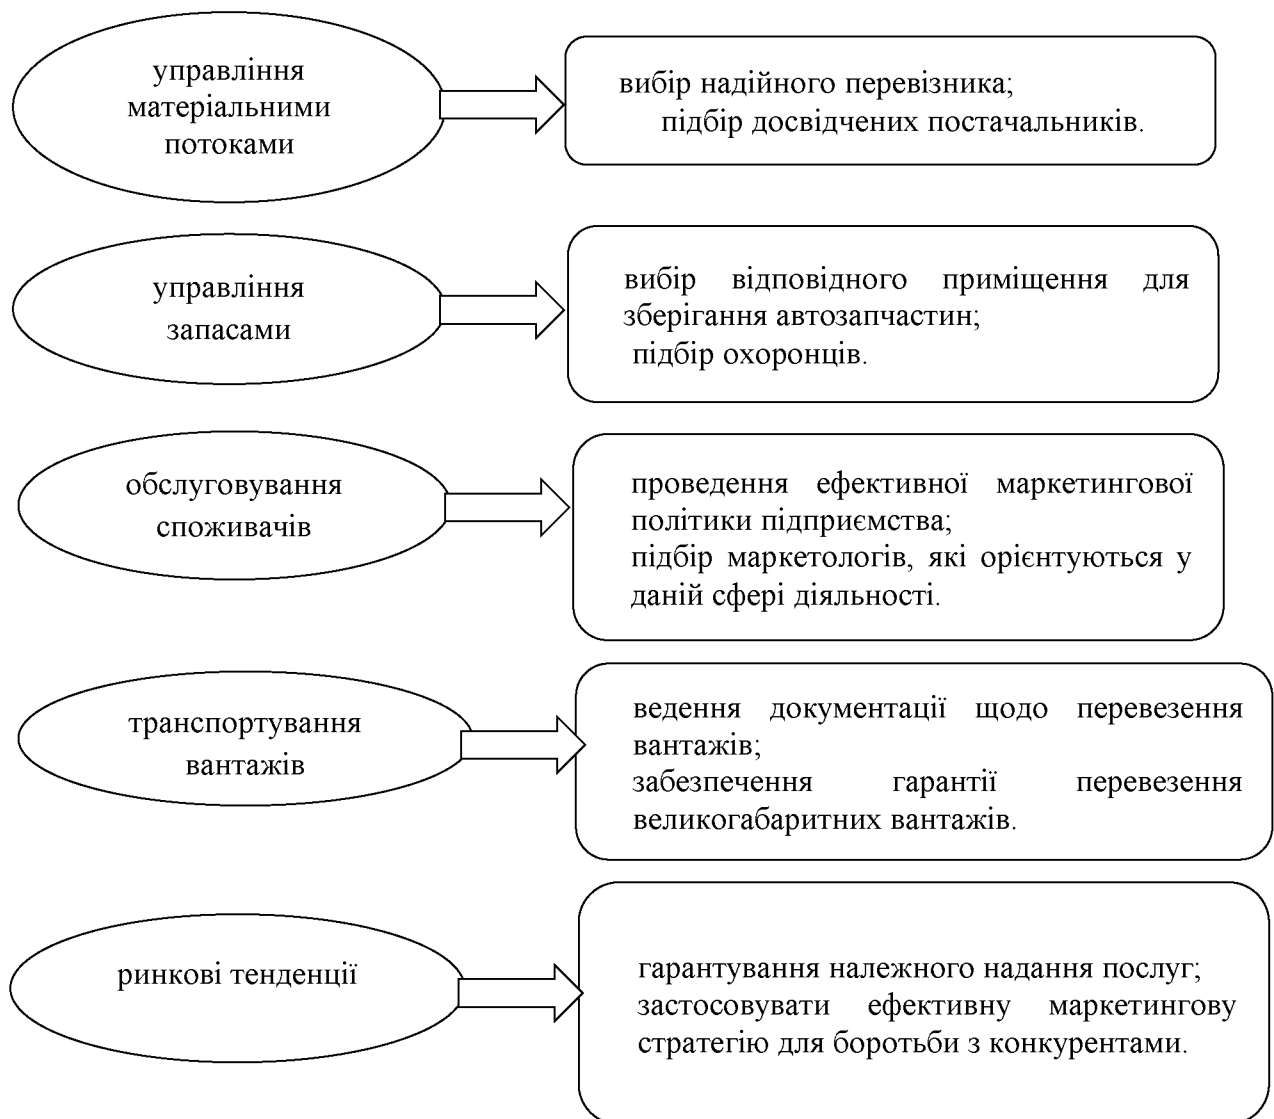 управління
матеріальними
потоками
вибір надійного перевізника;
підбір досвідчених постачальників.
управління
запасами
вибір відповідного приміщення для
зберігання автозапчастин;
підбір охоронців.
обслуговування
споживачів
проведення ефективної маркетингової
політики підприємства;
підбір маркетологів, які орієнтуються у
даній сфері діяльності.
транспортування
вантажів
ведення документації щодо перевезення
вантажів;
забезпечення гарантії перевезення
великогабаритних вантажів.
ринкові тенденції
гарантування належного надання послуг;
застосовувати ефективну маркетингову
стратегію для боротьби з конкурентами.